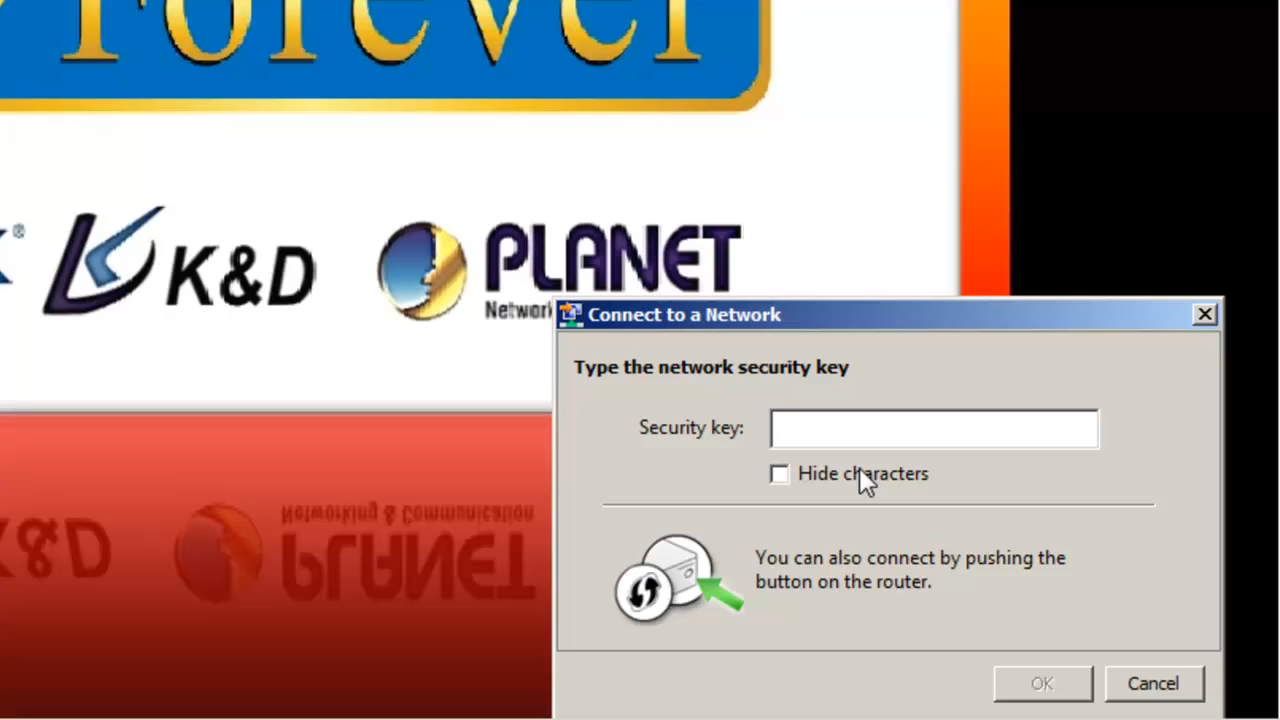 Forever
®
K&D
PLANET
Network
Connect to a Network
Type the network security key
Security key:
Hide characters
Networking & Communication
K&D
PLANET
You can also connect by pushing the
button on the router.
OK
Cancel